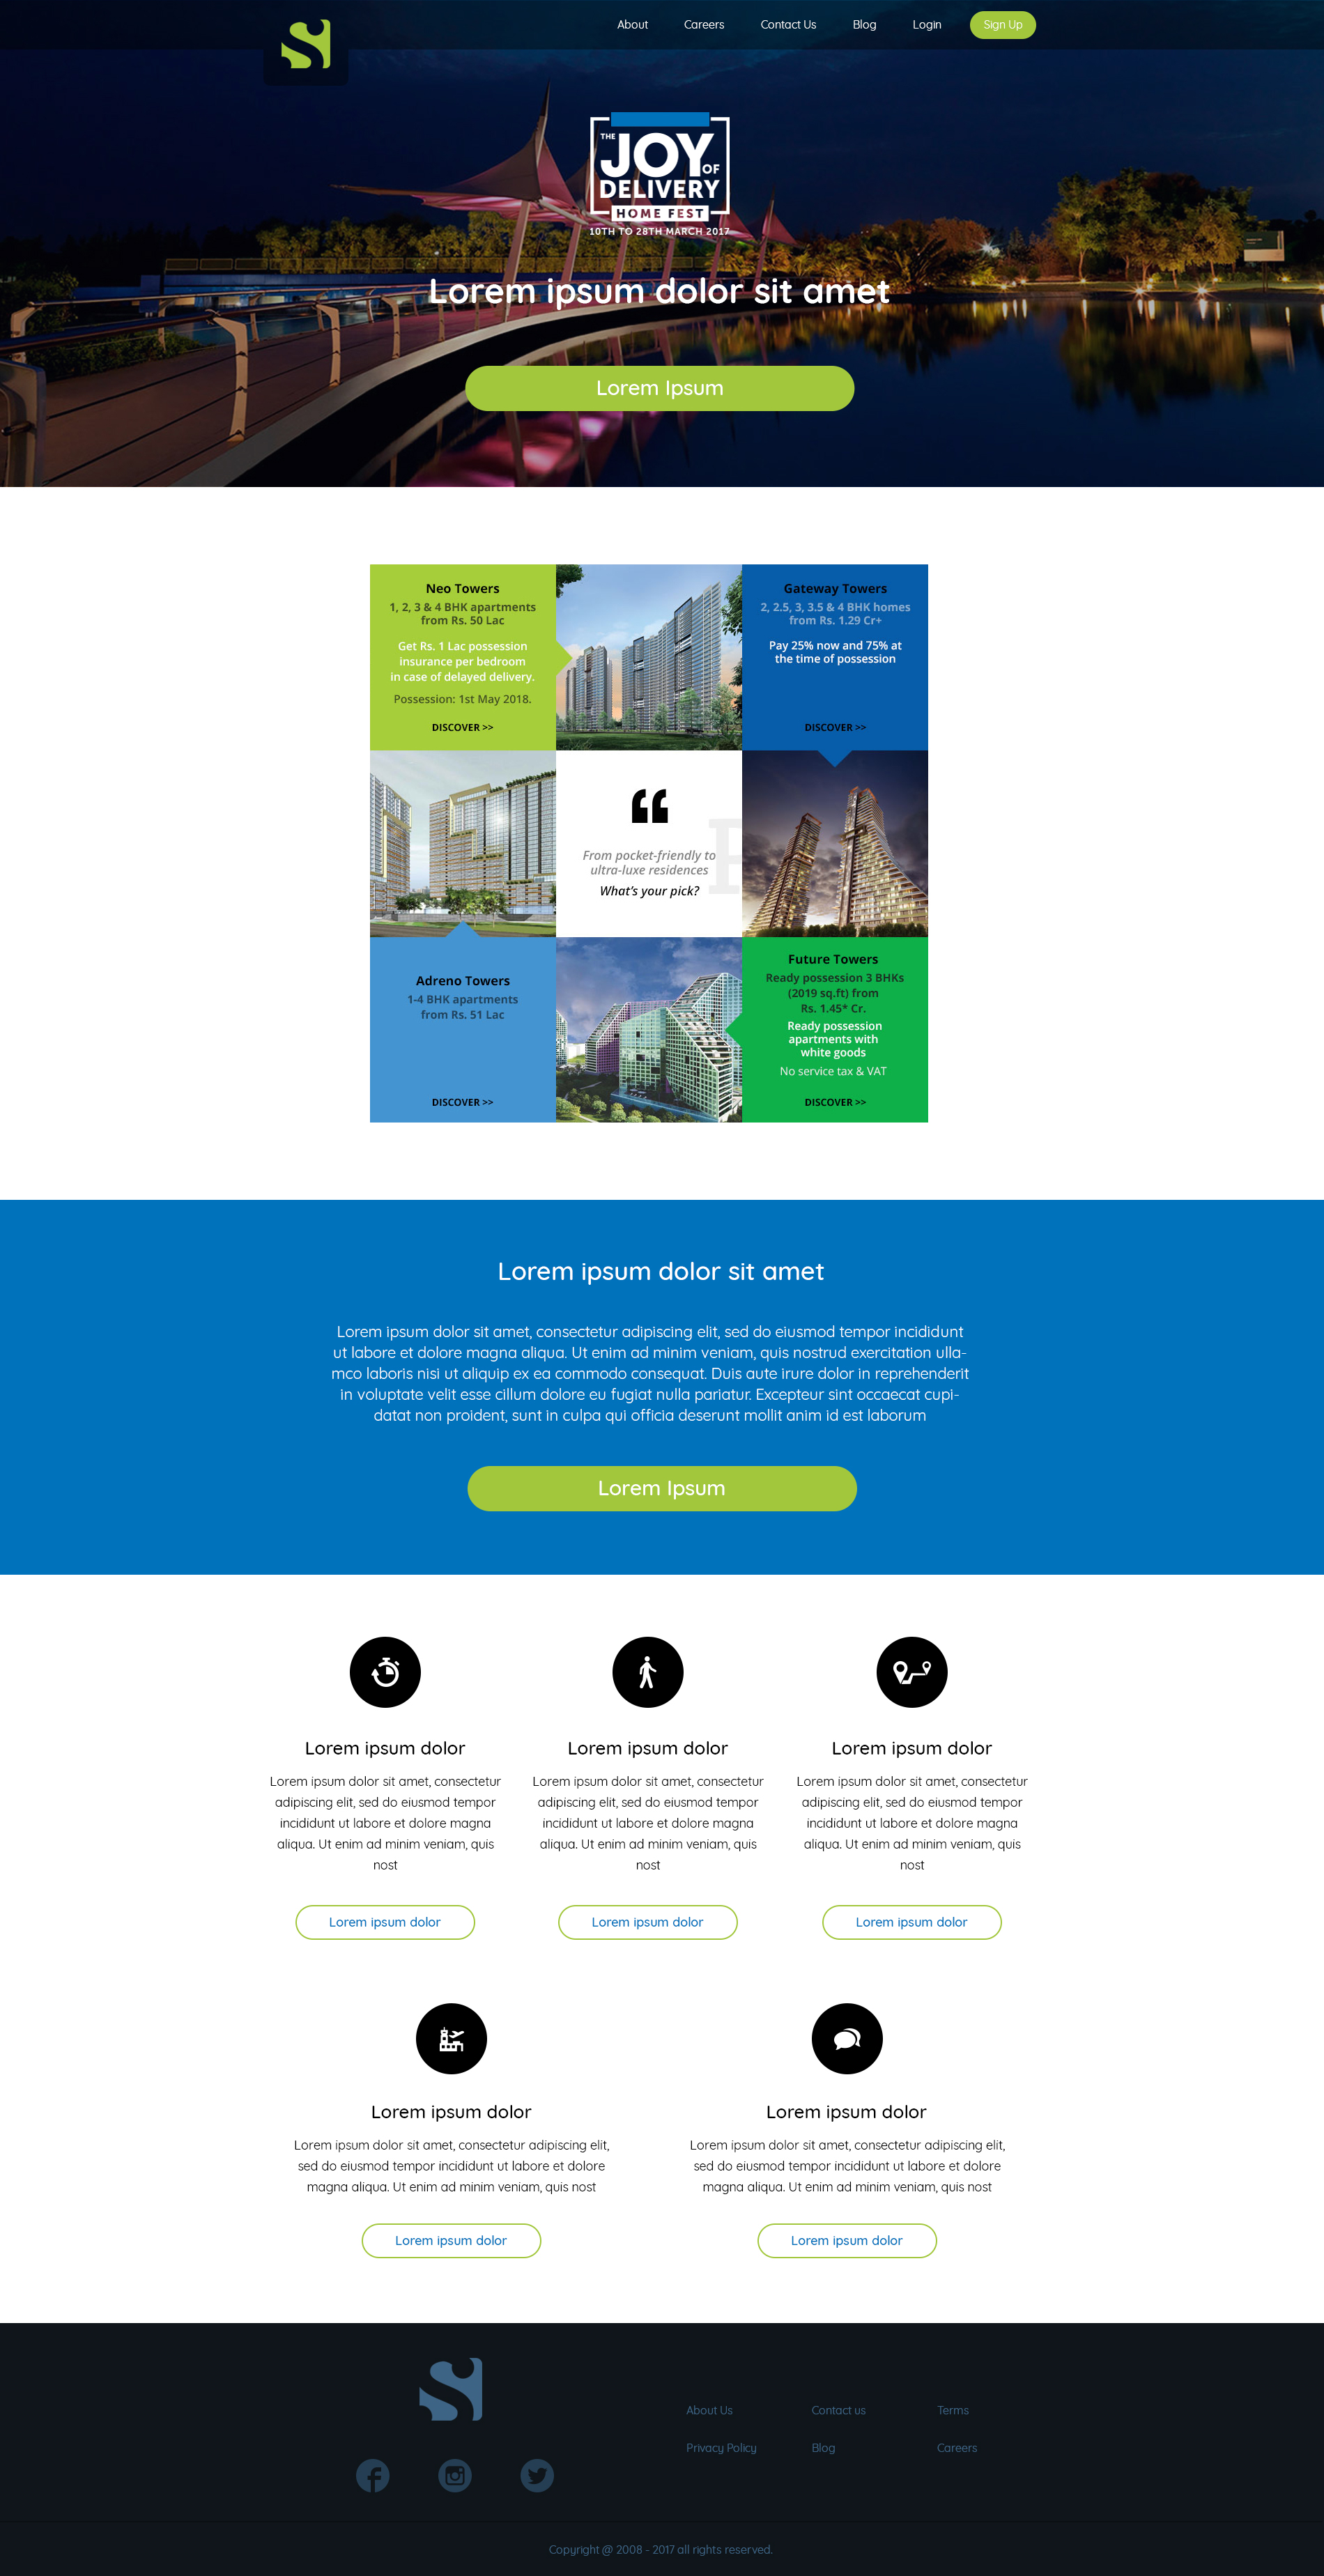 About
Careers
Contact Us
Blog
Login
Sign Up
THE
JOY OF
DELIVERY
HOME FEST
10TH TO 28TH MARCH 2017
Lorem ipsum dolor sit amet
Lorem Ipsum
Neo Towers
1, 2, 3 & 4 BHK apartments
from Rs. 50 Lac
Get Rs. 1 Lac possession
insurance per bedroom
in case of delayed delivery.
Possession: 1st May 2018.
DISCOVER >>
Gateway Towers
2, 2.5, 3, 3.5 & 4 BHK homes
from Rs. 1.29 Cr+
Pay 25% now and 75% at
the time of possession
DISCOVER >>
“
From pocket-friendly to
ultra-luxe residences
What’s your pick?
Adreno Towers
1-4 BHK apartments
from Rs. 51 Lac
DISCOVER >>
Future Towers
Ready possession 3 BHKs
(2019 sq.ft) from
Rs. 1.45* Cr.
Ready possession
apartments with
white goods
No service tax & VAT
DISCOVER >>
Lorem ipsum dolor sit amet
Lorem ipsum dolor sit amet, consectetur adipiscing elit, sed do eiusmod tempor incididunt
ut labore et dolore magna aliqua. Ut enim ad minim veniam, quis nostrud exercitation ulla-
mco laboris nisi ut aliquip ex ea commodo consequat. Duis aute irure dolor in reprehenderit
in voluptate velit esse cillum dolore eu fugiat nulla pariatur. Excepteur sint occaecat cupi-
datat non proident, sunt in culpa qui officia deserunt mollit anim id est laborum
Lorem Ipsum
Lorem ipsum dolor
Lorem ipsum dolor sit amet, consectetur
adipiscing elit, sed do eiusmod tempor
incididunt ut labore et dolore magna
aliqua. Ut enim ad minim veniam, quis
nost
Lorem ipsum dolor
Lorem ipsum dolor
Lorem ipsum dolor sit amet, consectetur
adipiscing elit, sed do eiusmod tempor
incididunt ut labore et dolore magna
aliqua. Ut enim ad minim veniam, quis
nost
Lorem ipsum dolor
Lorem ipsum dolor
Lorem ipsum dolor sit amet, consectetur
adipiscing elit, sed do eiusmod tempor
incididunt ut labore et dolore magna
aliqua. Ut enim ad minim veniam, quis
nost
Lorem ipsum dolor
Lorem ipsum dolor
Lorem ipsum dolor sit amet, consectetur adipiscing elit,
sed do eiusmod tempor incididunt ut labore et dolore
magna aliqua. Ut enim ad minim veniam, quis nost
Lorem ipsum dolor
Lorem ipsum dolor
Lorem ipsum dolor sit amet, consectetur adipiscing elit,
sed do eiusmod tempor incididunt ut labore et dolore
magna aliqua. Ut enim ad minim veniam, quis nost
Lorem ipsum dolor
About Us
Contact us
Terms
Privacy Policy
Blog
Careers
Copyright @ 2008 - 2017 all rights reserved.